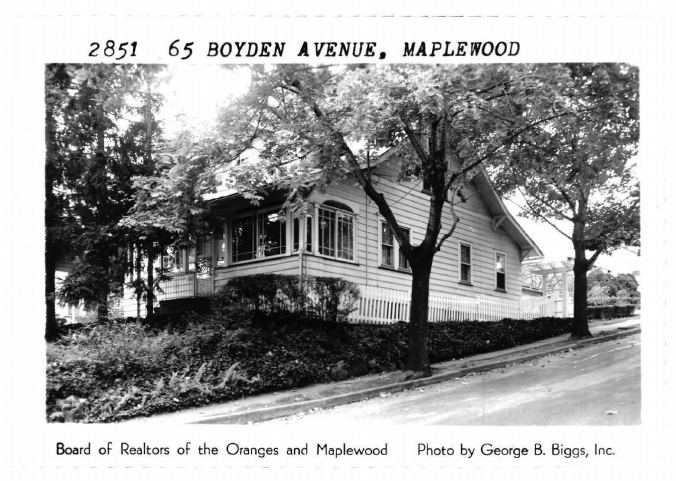 2851 65 BOYDEN AVENUE, MAPLEWOOD
Board of Realtors of the Oranges and Maplewood Photo by George B. Biggs, Inc.